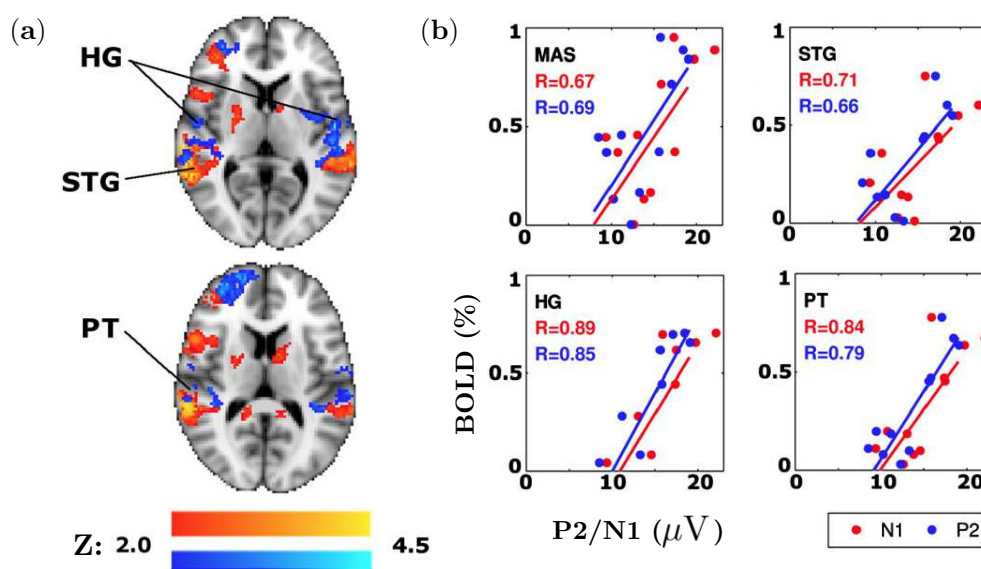 (a)
HG
STG
PT
Z: 2.0 4.5
(b)
MAS
R=0.67
R=0.69
1
0.5
0
0 10 20
STG
R=0.71
R=0.66
1
0.5
0
0 10 20
HG
R=0.89
R=0.85
1
0.5
0
0 10 20
PT
R=0.84
R=0.79
1
0.5
0
0 10 20
BOLD (%)
P2/N1 (μV)
N1 P2